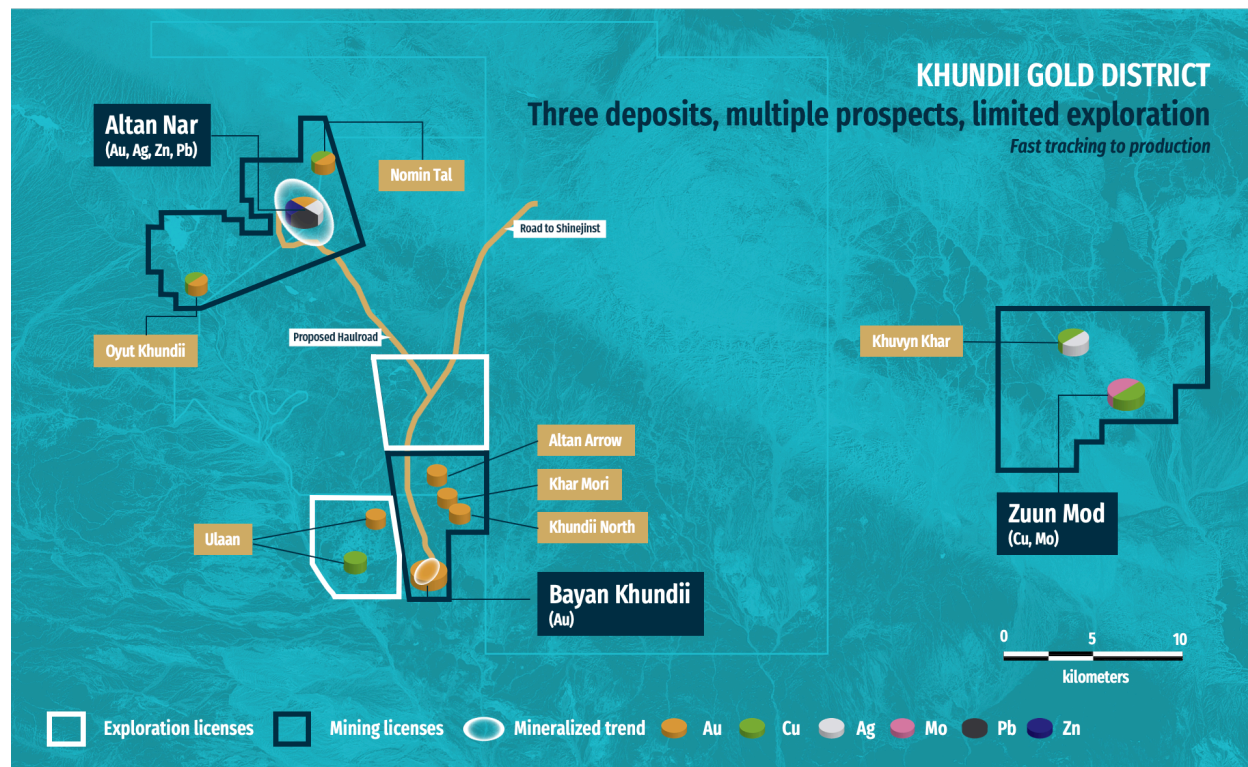 KHUNDII GOLD DISTRICT
Three deposits, multiple prospects, limited exploration
Fast tracking to production
Altan Nar
(Au, Ag, Zn, Pb)
Nomin Tal
Road to Shinejinst
Proposed Haulroad
Oyut Khundii
Khuvyn Khar
Altan Arrow
Khar Mori
Khundii North
Ulaan
Zuun Mod
(Cu, Mo)
Bayan Khundii
(Au)
0 5 10
kilometers
Exploration licenses Mining licenses Mineralized trend Au Cu Ag Mo Pb Zn